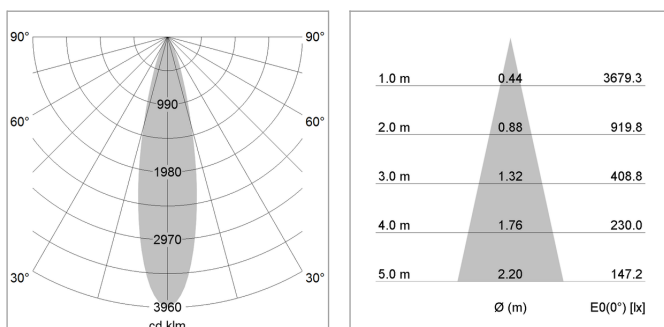 90° 90°
990
60° 60°
1980
2970
30° 30°
3960
cd klm
1.0 m 0.44 3679.3
2.0 m 0.88 919.8
3.0 m 1.32 408.8
4.0 m 1.76 230.0
5.0 m 2.20 147.2
Ø (m) E0(0°) [lx]